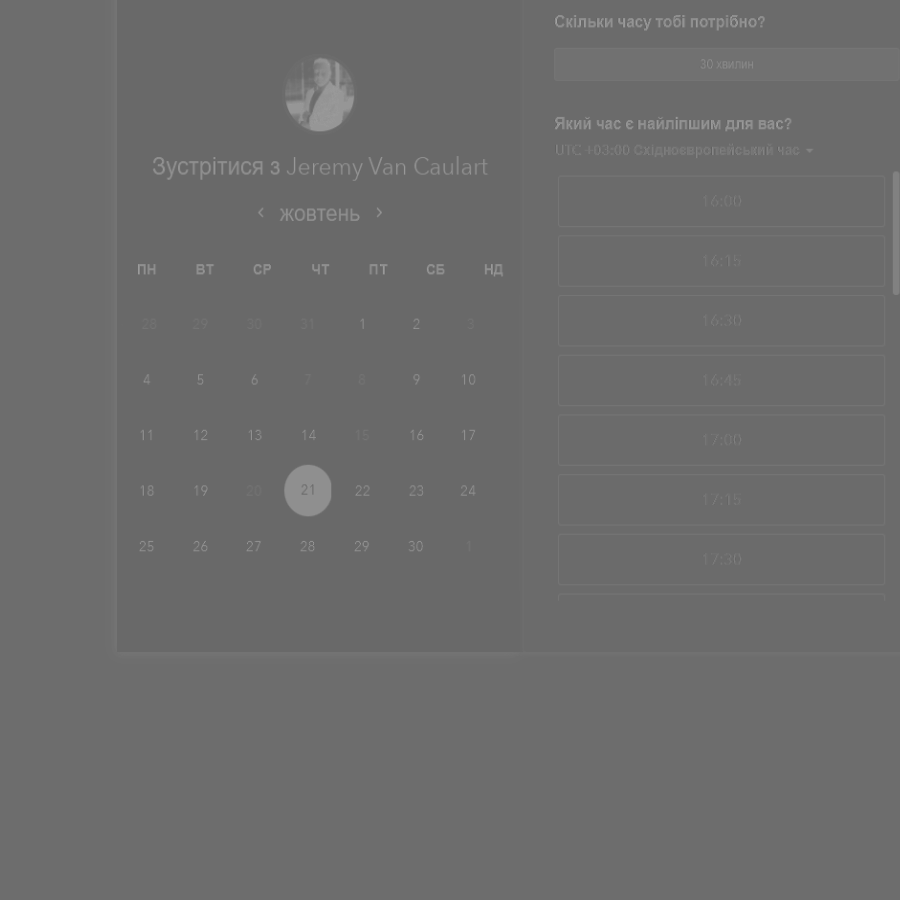 Зустрітися з Jeremy Van Caulart
‹ жовтень ›
ПН ВТ СР ЧТ ПТ СБ НД
28 29 30 31 1 2 3
4 5 6 7 8 9 10
11 12 13 14 15 16 17
18 19 20 21 22 23 24
25 26 27 28 29 30 1
Скільки часу тобі потрібно?
30 хвилин
Який час є найліпшим для вас?
UTC +03:00 Східноєвропейський час
16:00
16:15
16:30
16:45
17:00
17:15
17:30